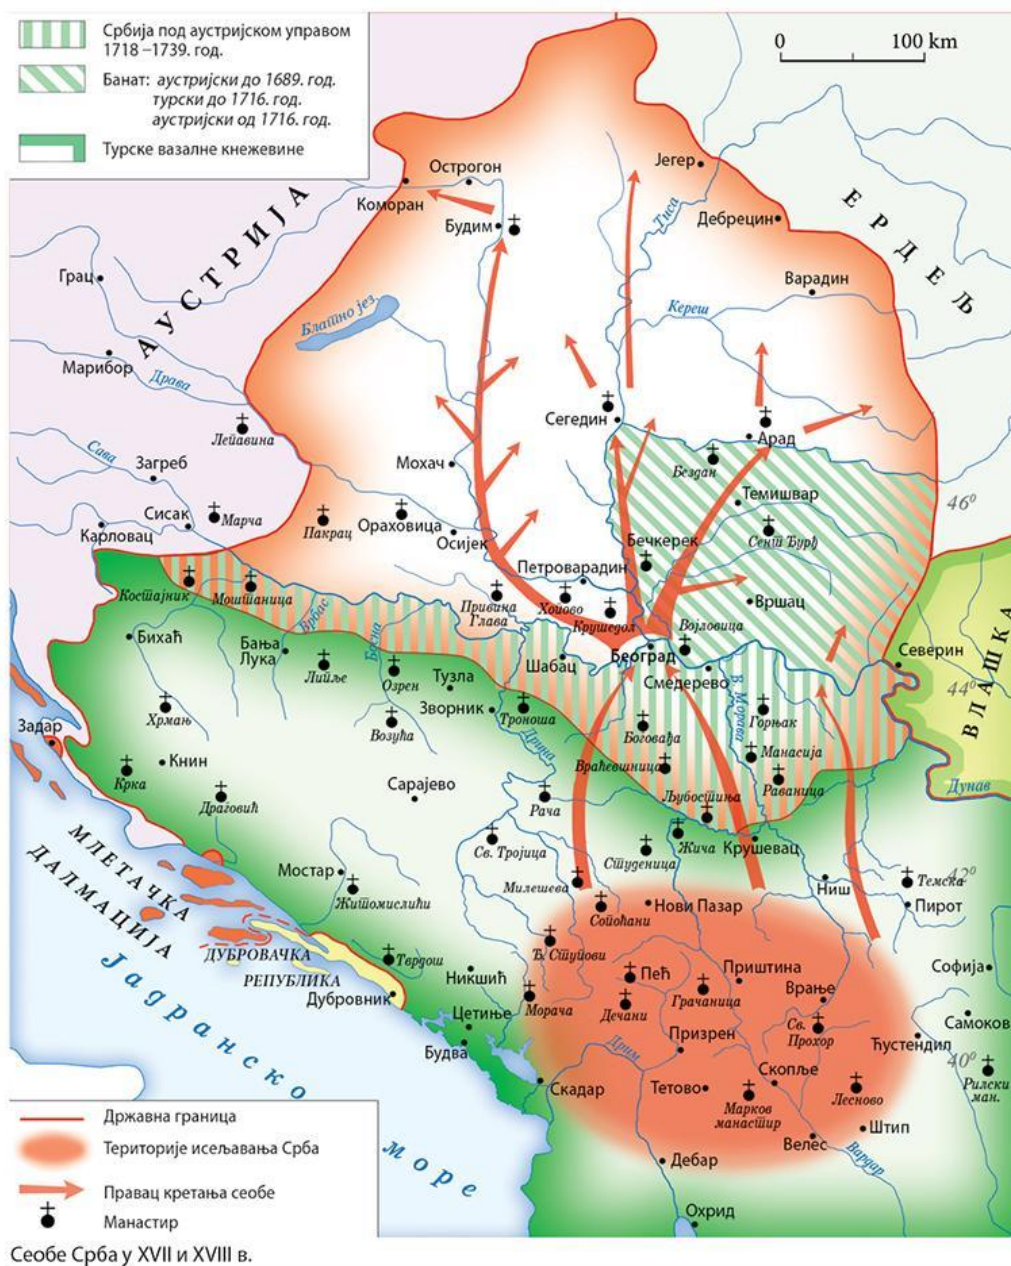 Србија под аустријском управом
1718 –1739. год.
Банат: аустријски до 1689. год.
турски до 1716. год.
аустријски од 1716. год.
Турске вазалне кнежевине
0 100 km
Јегер
Острогон
Коморан
Тиса
Дебрецин
ЕРДЕЉ
АУСТРИЈА
Будим
Грац
Варадин
Блатно јез.
Кереш
Марибор
Драва
Лепавина
Сегедин
Арад
Сава
Мохач
Бездан
Загреб
Темишвар
46⁰
Сисак
Марча
Пакрац
Ораховица
Карловац
Осијек
Бечкерек
Сент Ђурђ
Петроварадин
Костајник
Моштаница
Привина
Глава
Хопово
Крушедол
Вршац
Врбас
Војловица
Бихаћ
Бања
Лука
Босна
Београд
Шабац
Северин
ВЛАШКА
Липље
Озрен
Тузла
Смедерево
44⁰
Зворник
Троноша
В. Морава
Горњак
Хрмањ
Возућа
Боговађа
Задар
Дрина
Манасија
Книн
Враћевшница
Крка
Раваница
Дунав
Драговић
Сарајево
Рача
Љубостиња
МЛЕТАЧКА
ДАЛМАЦИЈА
Св. Тројица
Студеница
Жича
Крушевац
Мостар
Милешева
42⁰
Ниш
Темска
Житомислићи
Сопоћани
Нови Пазар
Пирот
ДУБРОВАЧКА
РЕПУБЛИКА
Ђ. Ступови
Тврдош
Никшић
Пећ
Приштина
Софија
Дубровник
Морача
Дечани
Грачаница
Врање
Јадранско море
Цетиње
Св.
Прохор
Самоков
Будва
Дрим
Призрен
Ћустендил
40⁰
Скадар
Тетово
Скопље
Рилски
ман.
Марков
манастир
Лесново
Штип
Велес
Вардар
Дебар
Охрид
Државна граница
Територије исељавања Срба
Правац кретања сеобе
Манастир
Сеобе Срба у XVII и XVIII в.